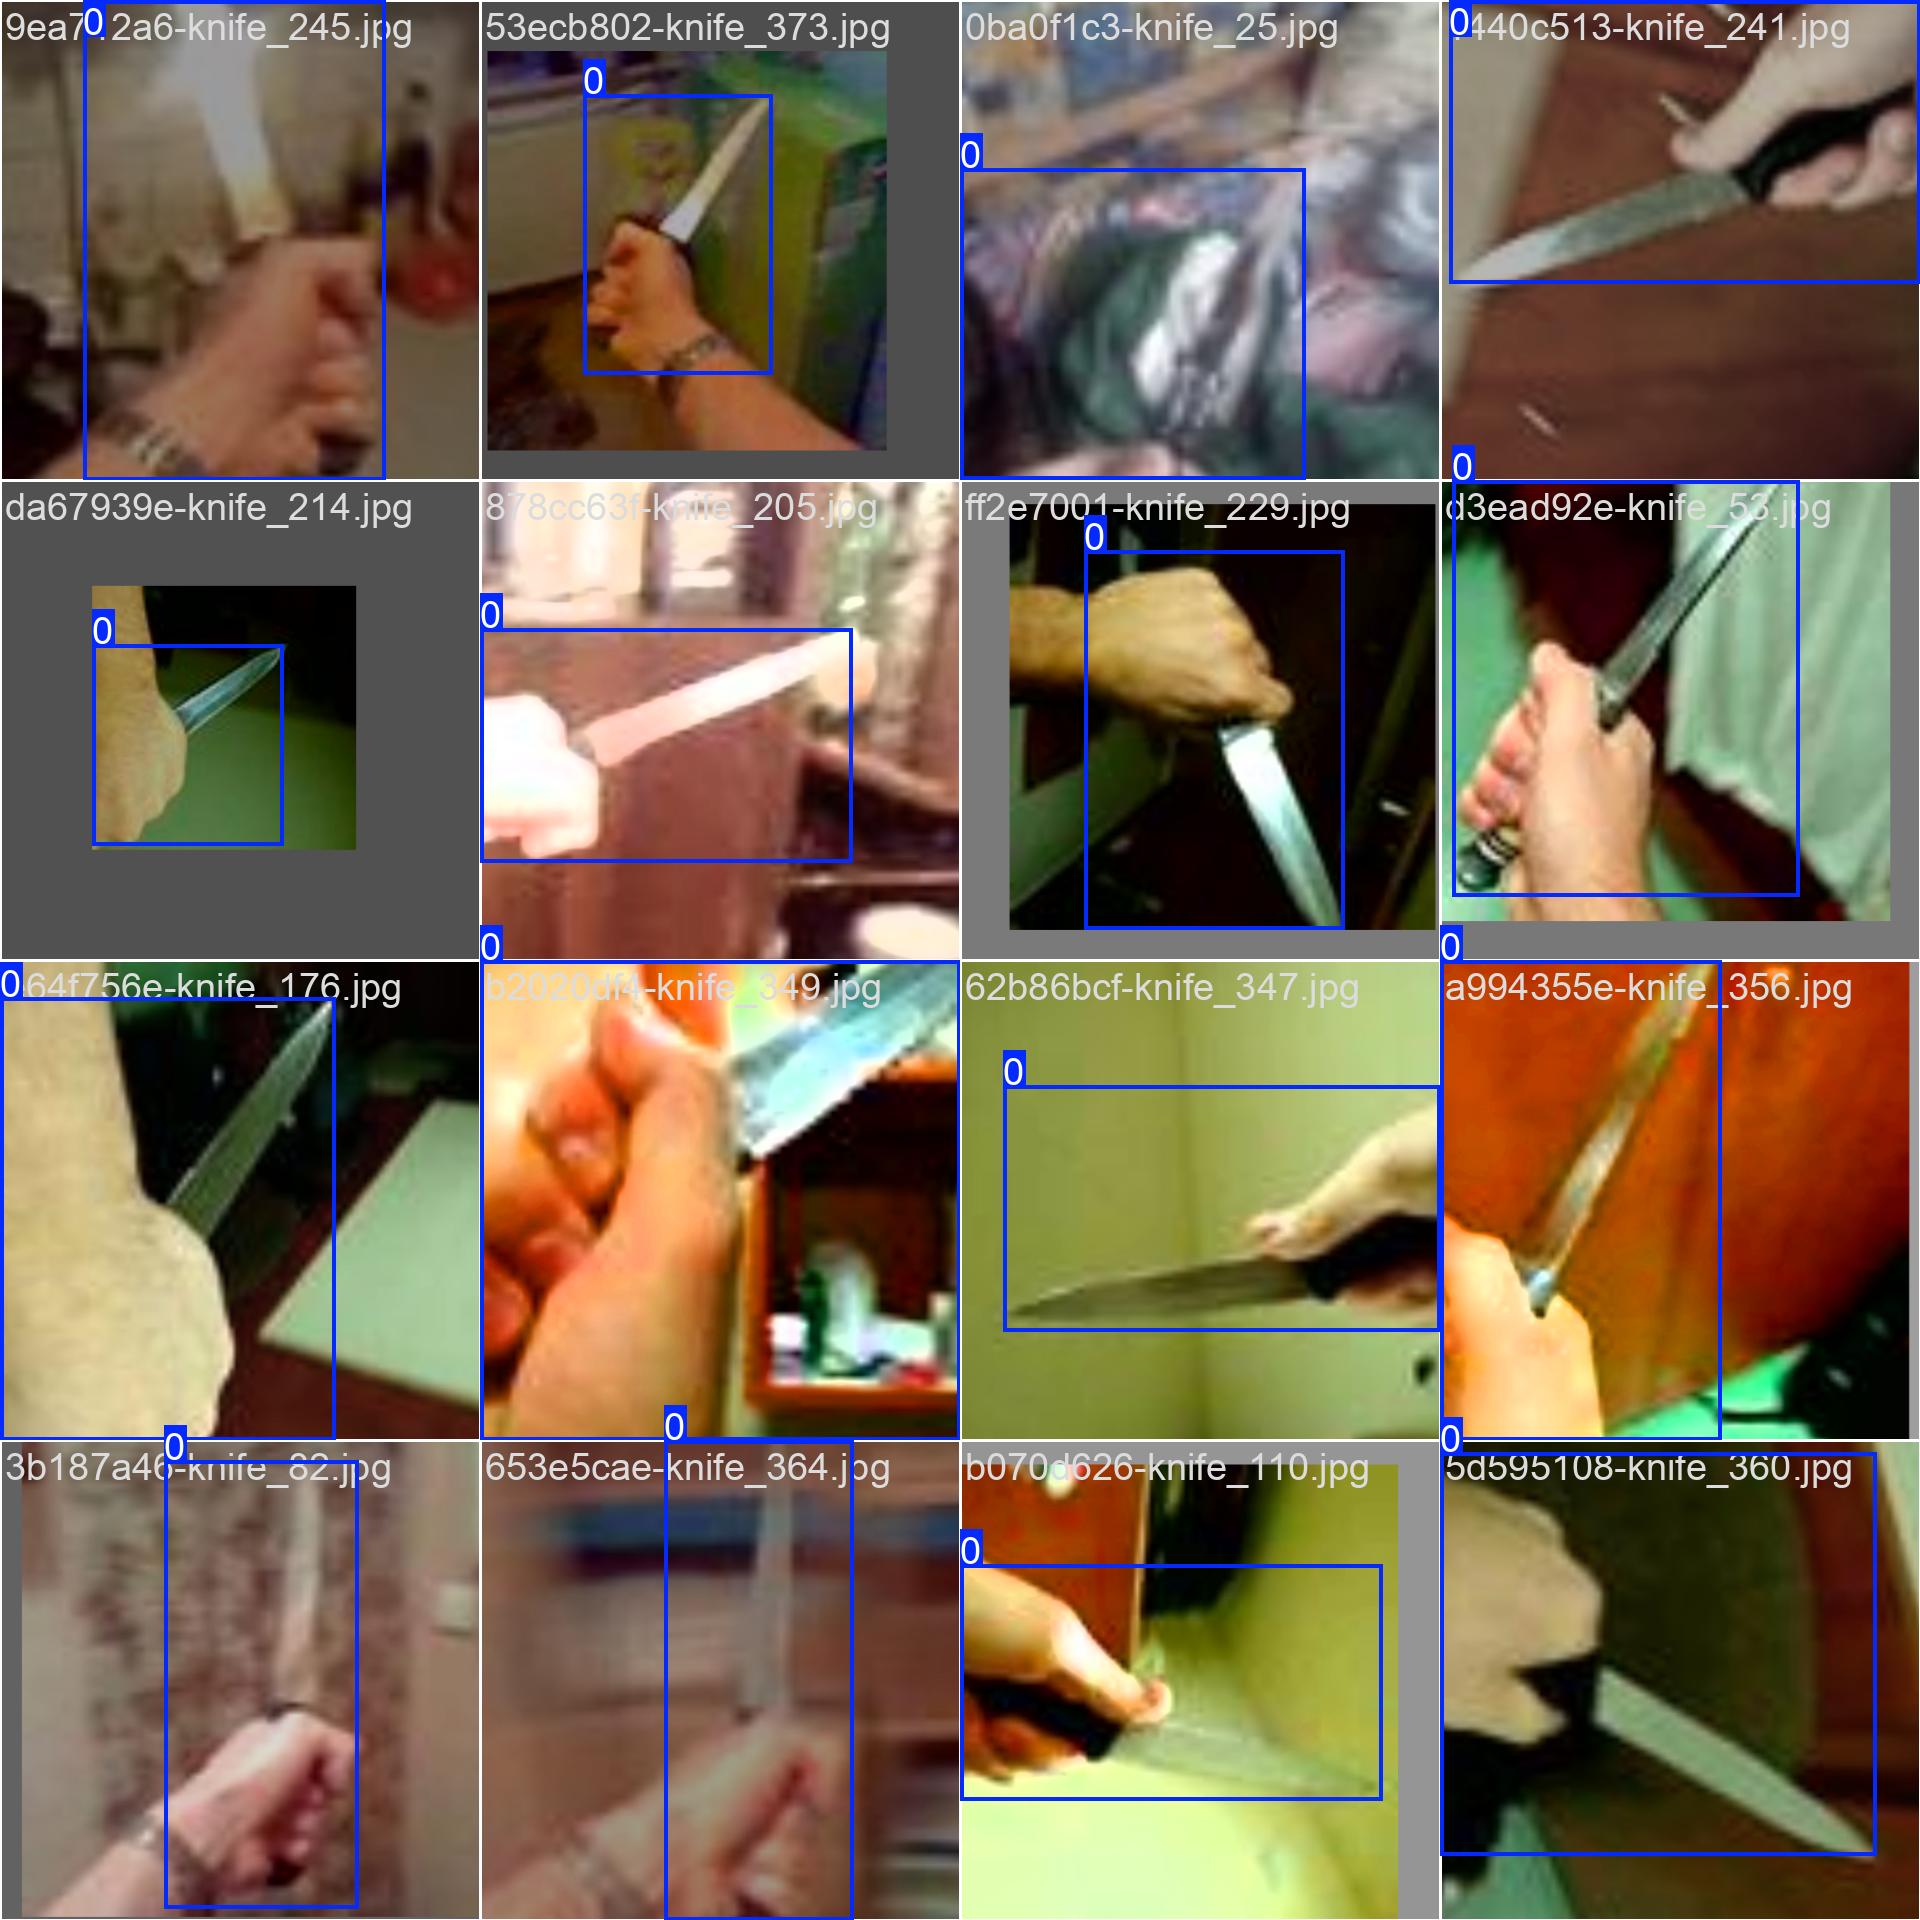 9ea7 2a6-knife_245.jpg
0
53ecb802-knife_373.jpg
0
0ba0f1c3-knife_25.jpg
0
440c513-knife_241.jpg
0
da67939e-knife_214.jpg
0
878cc63f-knife_205.jpg
0
ff2e7001-knife_229.jpg
0
d3ead92e-knife_53.jpg
0
64f756e-knife_176.jpg
0
b2020df4-knife_349.jpg
0
62b86bcf-knife_347.jpg
0
a994355e-knife_356.jpg
0
3b187a46-knife_82.jpg
0
653e5cae-knife_364.jpg
0
b070d626-knife_110.jpg
0
5d595108-knife_360.jpg
0